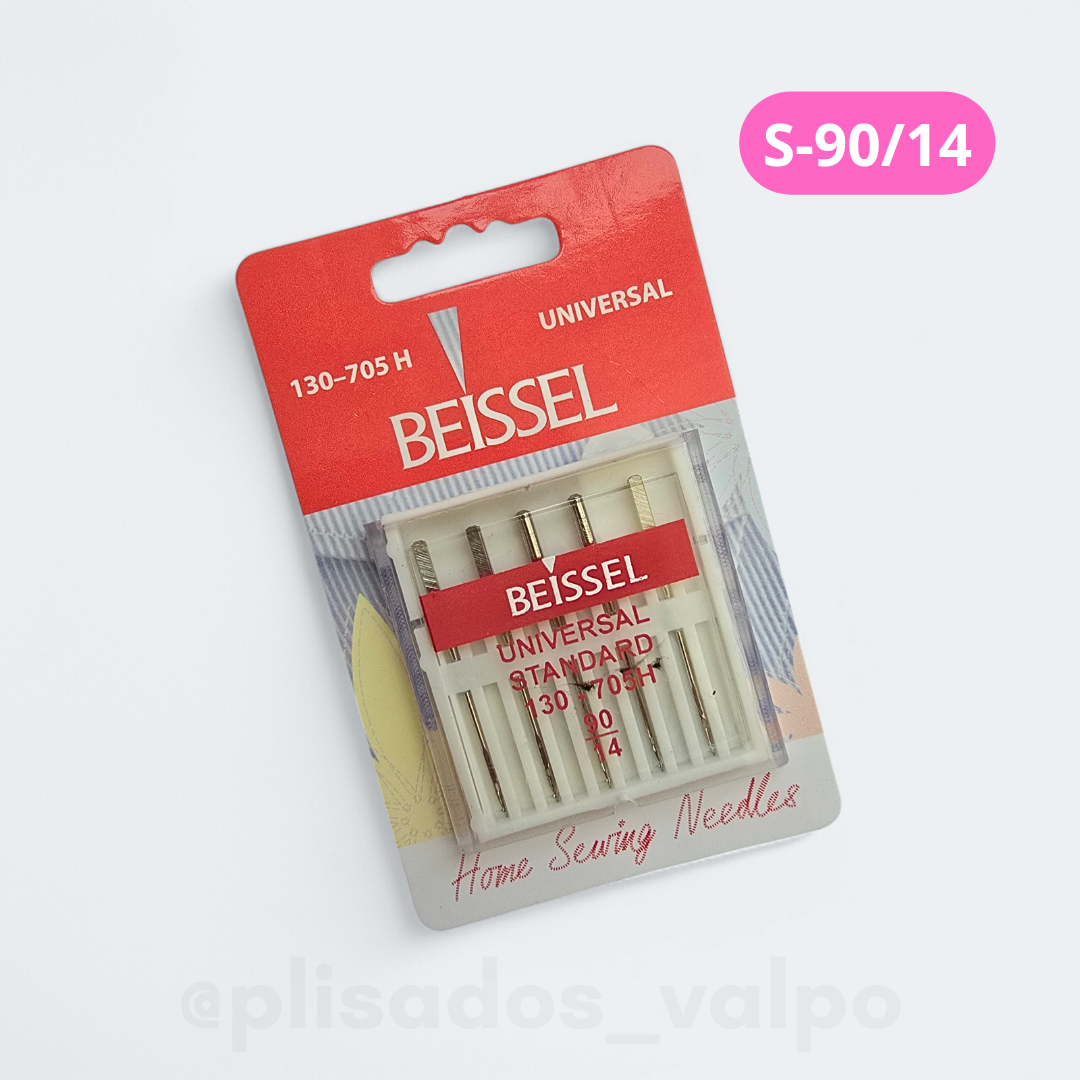 S-90/14
UNIVERSAL
130–705 H
BEISSEL
BEISSEL
UNIVERSAL
STANDARD
130 - 705H
90
14
Home Sewing Needles
@plisados_valpo